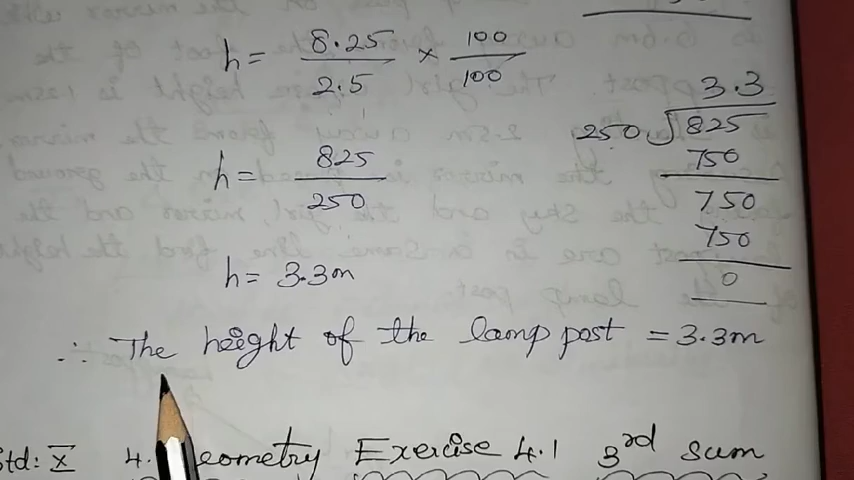 h = 8.25/2.5 × 100/100
3.3
250 √825
750
h = 825/250
750
750
h = 3.3m
0
∴ The height of the lamp post = 3.3m
Std: X 4. Geometry Exercise 4.1 3rd sum